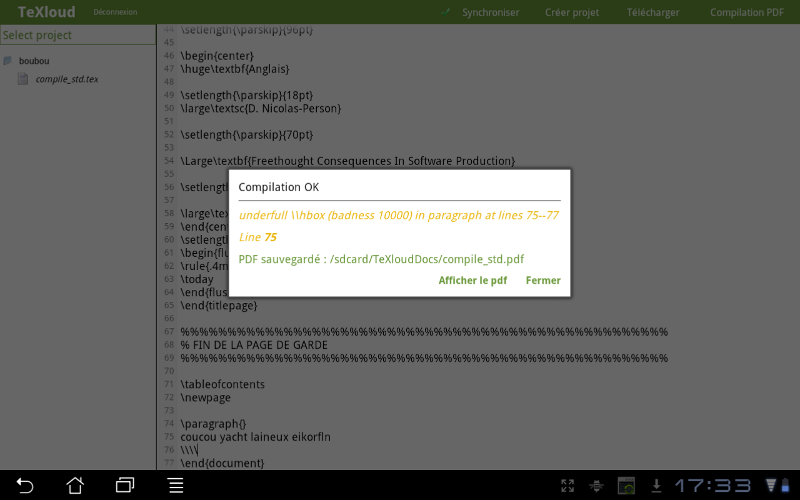 TeXloud Déconnexion Synchroniser Créer projet Télécharger Compilation PDF
Select project
boubou
compile_std.tex
44 \setlength{\parskip}{96pt}
45
46 \begin{center}
47 \huge\textbf{Anglais}
48
49 \setlength{\parskip}{18pt}
50 \large\textsc{D. Nicolas-Person}
51
52 \setlength{\parskip}{70pt}
53
54 \Large\textbf{Freethought Consequences In Software Production}
55
56 \setlengt
57
58 \large\tex
59 \end{cen
60 \setlength
61 \begin{flu
62 \rule{.4m
63 \today
64 \end{flus
65 \end{titlepage}
66
67 %%%%%%%%%%%%%%%%%%%%%%%%%%%%%%%%%%%%%%%%%%%%%%%%%%%%%%%%%%%%
68 % FIN DE LA PAGE DE GARDE
69 %%%%%%%%%%%%%%%%%%%%%%%%%%%%%%%%%%%%%%%%%%%%%%%%%%%%%%%%%%%%
70
71 \tableofcontents
72 \newpage
73
74 \paragraph{}
75 coucou yacht laineux eikorfln
76 \\\\
77 \end{document}
Compilation OK
underfull \\hbox (badness 10000) in paragraph at lines 75--77
Line 75
PDF sauvegardé : /sdcard/TeXloudDocs/compile_std.pdf
Afficher le pdf Fermer
17:33